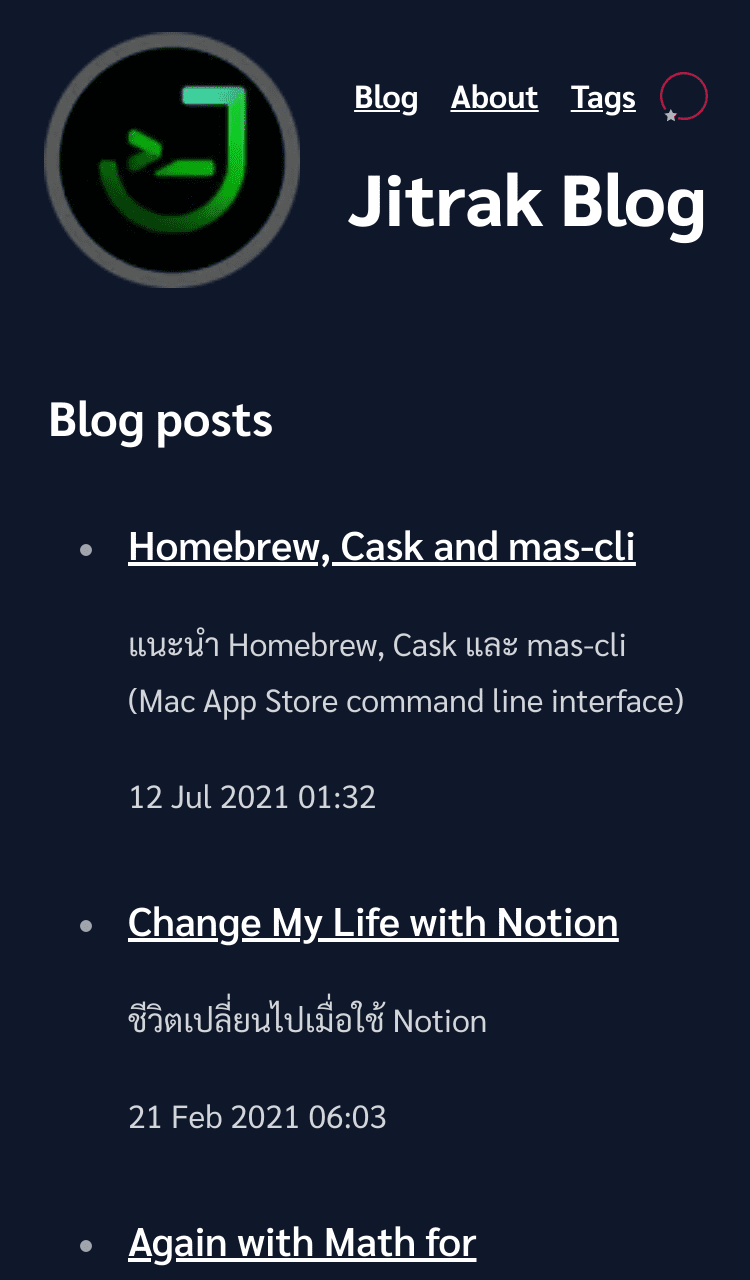 Blog About Tags
Jitrak Blog
Blog posts
Homebrew, Cask and mas-cli
แนะนำ Homebrew, Cask และ mas-cli
(Mac App Store command line interface)
12 Jul 2021 01:32
Change My Life with Notion
ชีวิตเปลี่ยนไปเมื่อใช้ Notion
21 Feb 2021 06:03
Again with Math for